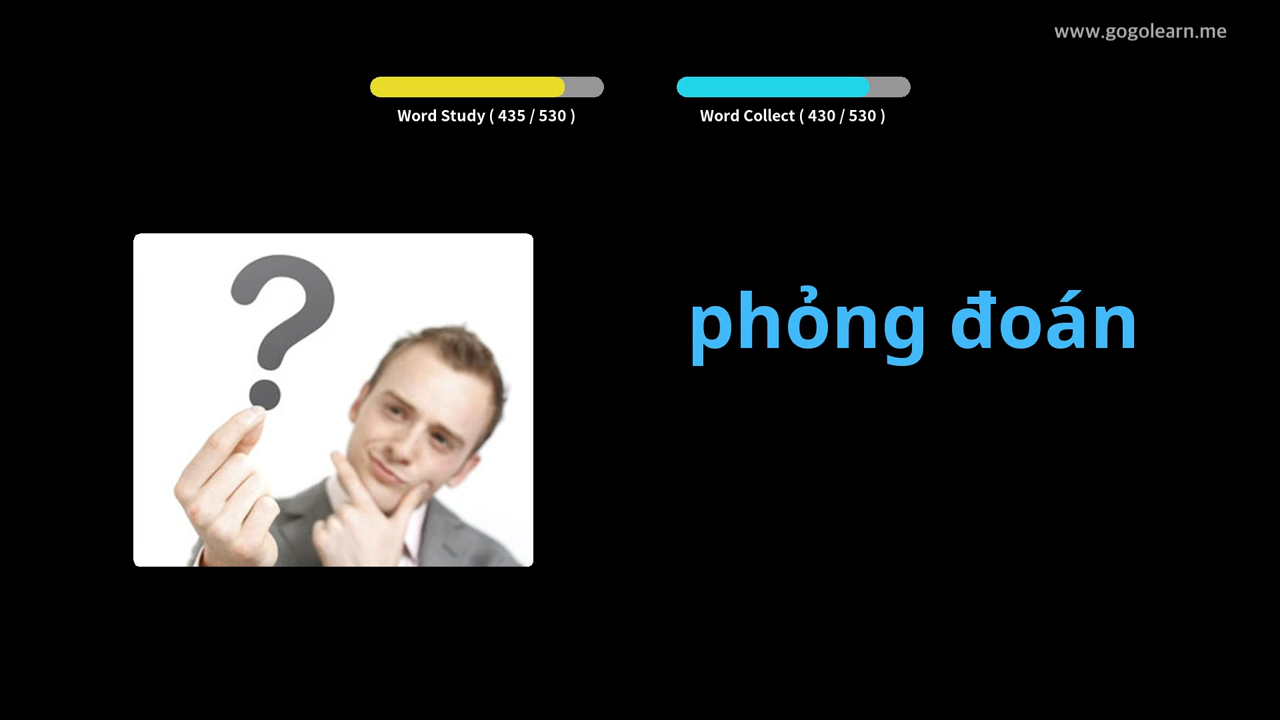 www.gogolearn.me
Word Study ( 435 / 530 )
Word Collect ( 430 / 530 )
?
phỏng đoán